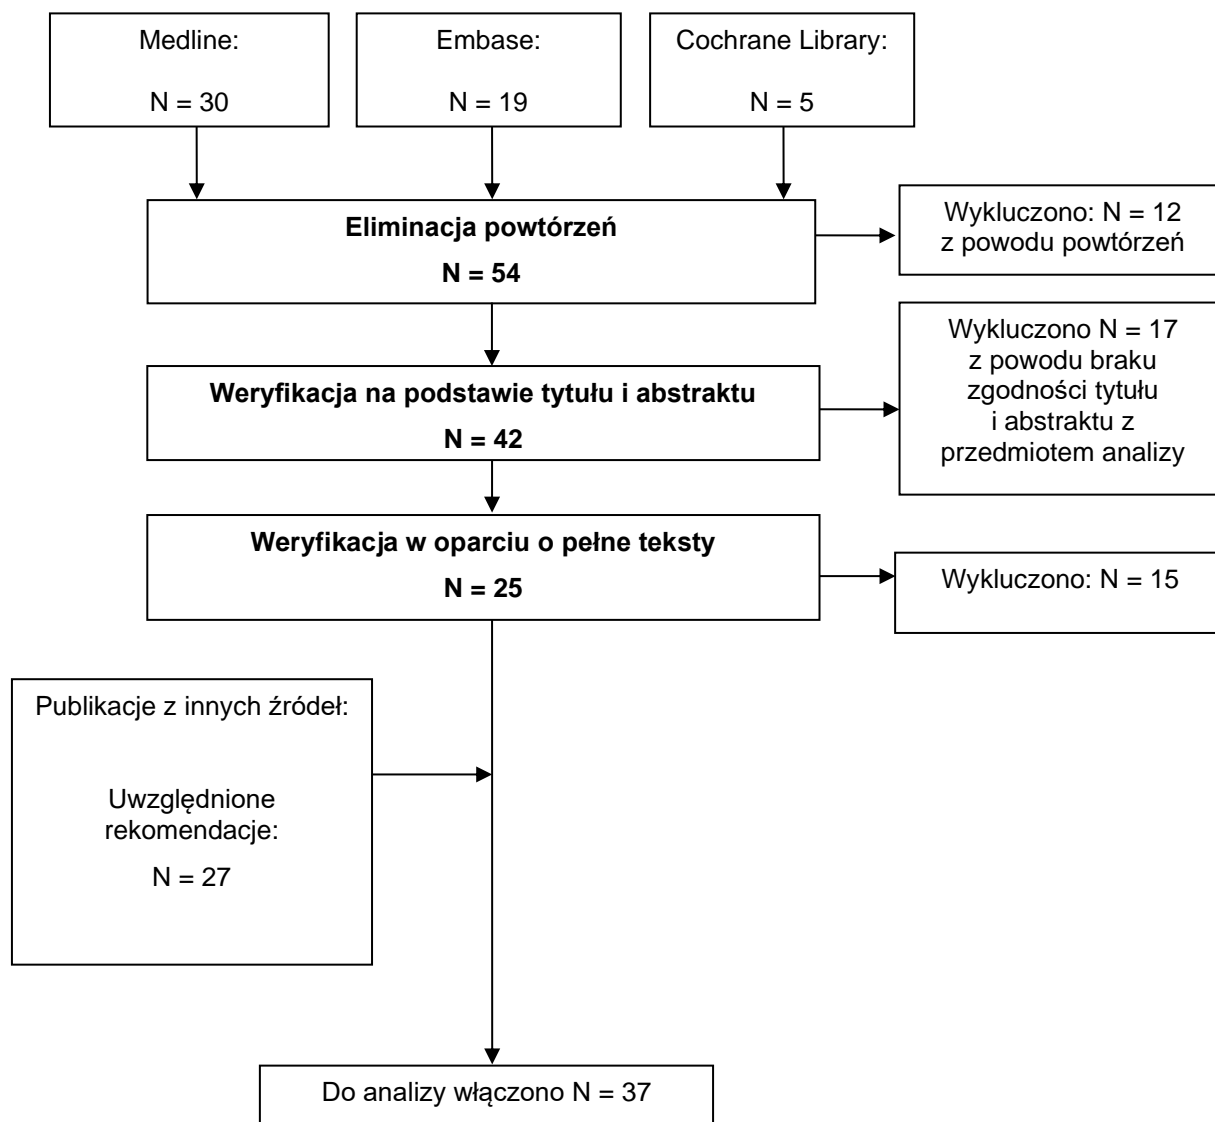 Medline:
N = 30
Embase:
N = 19
Cochrane Library:
N = 5
Eliminacja powtórzeń
N = 54
Wykluczono: N = 12
z powodu powtórzeń
Weryfikacja na podstawie tytułu i abstraktu
N = 42
Wykluczono N = 17
z powodu braku
zgodności tytułu
i abstraktu z
przedmiotem analizy
Weryfikacja w oparciu o pełne teksty
N = 25
Wykluczono: N = 15
Publikacje z innych źródeł:
Uwzględnione
rekomendacje:
N = 27
Do analizy włączono N = 37